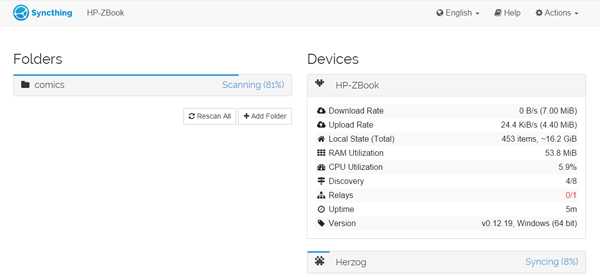 Syncthing HP-ZBook English Help Actions
Folders
comics Scanning (81%)
Rescan All Add Folder
Devices
HP-ZBook
Download Rate 0 B/s (7.00 MiB)
Upload Rate 24.4 KiB/s (4.40 MiB)
Local State (Total) 453 items, ~16.2 GiB
RAM Utilization 53.8 MiB
CPU Utilization 5.9%
Discovery 4/8
Relays 0/1
Uptime 5m
Version v0.12.19, Windows (64 bit)
Herzog Syncing (8%)